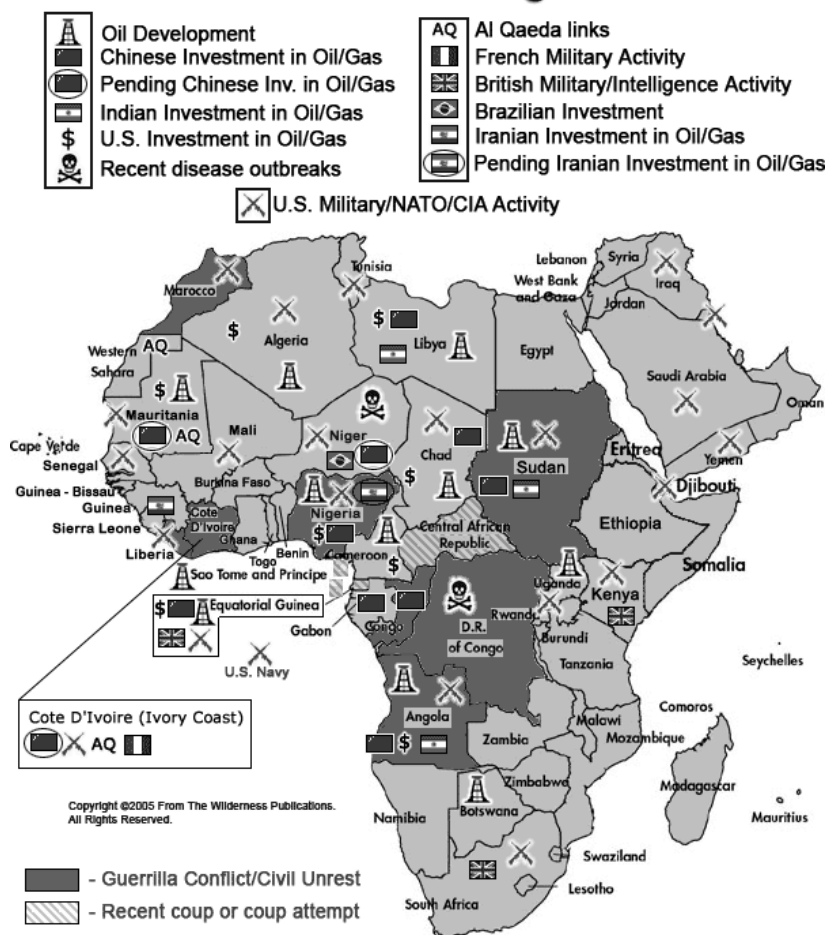 Oil Development
Chinese Investment in Oil/Gas
Pending Chinese Inv. in Oil/Gas
Indian Investment in Oil/Gas
$ U.S. Investment in Oil/Gas
Recent disease outbreaks
AQ Al Qaeda links
French Military Activity
British Military/Intelligence Activity
Brazilian Investment
Iranian Investment in Oil/Gas
Pending Iranian Investment in Oil/Gas
U.S. Military/NATO/CIA Activity
Tunisia
Lebanon
Syria
Iraq
West Bank
and Gaza
Jordan
Marocco
Algeria
$
$
Libya
Egypt
Western
Sahara
AQ
Saudi Arabia
Oman
$
Mauritania
AQ
Mali
Niger
Chad
$
Sudan
Eritrea
Yemen
Cape Verde
Senegal
Djibouti
Guinea - Bissau
Guinea
Burkina Faso
Nigeria
$
Sierra Leone
Cote
D'Ivoire
Ghana
Liberia
Togo
Benin
Cameroon
$
Central African
Republic
Ethiopia
Somalia
Sao Tome and Principe
Uganda
Kenya
$
Equatorial Guinea
Gabon
Congo
D.R.
of Congo
Rwanda
Burundi
U.S. Navy
Tanzania
Seychelles
Cote D'Ivoire (Ivory Coast)
AQ
Angola
$
Comoros
Malawi
Zambia
Mozambique
Zimbabwe
Madagascar
Mauritius
Copyright ©2005 From The Wilderness Publications.
All Rights Reserved.
Namibia
Botswana
Swaziland
Lesotho
South Africa
- Guerrilla Conflict/Civil Unrest
- Recent coup or coup attempt